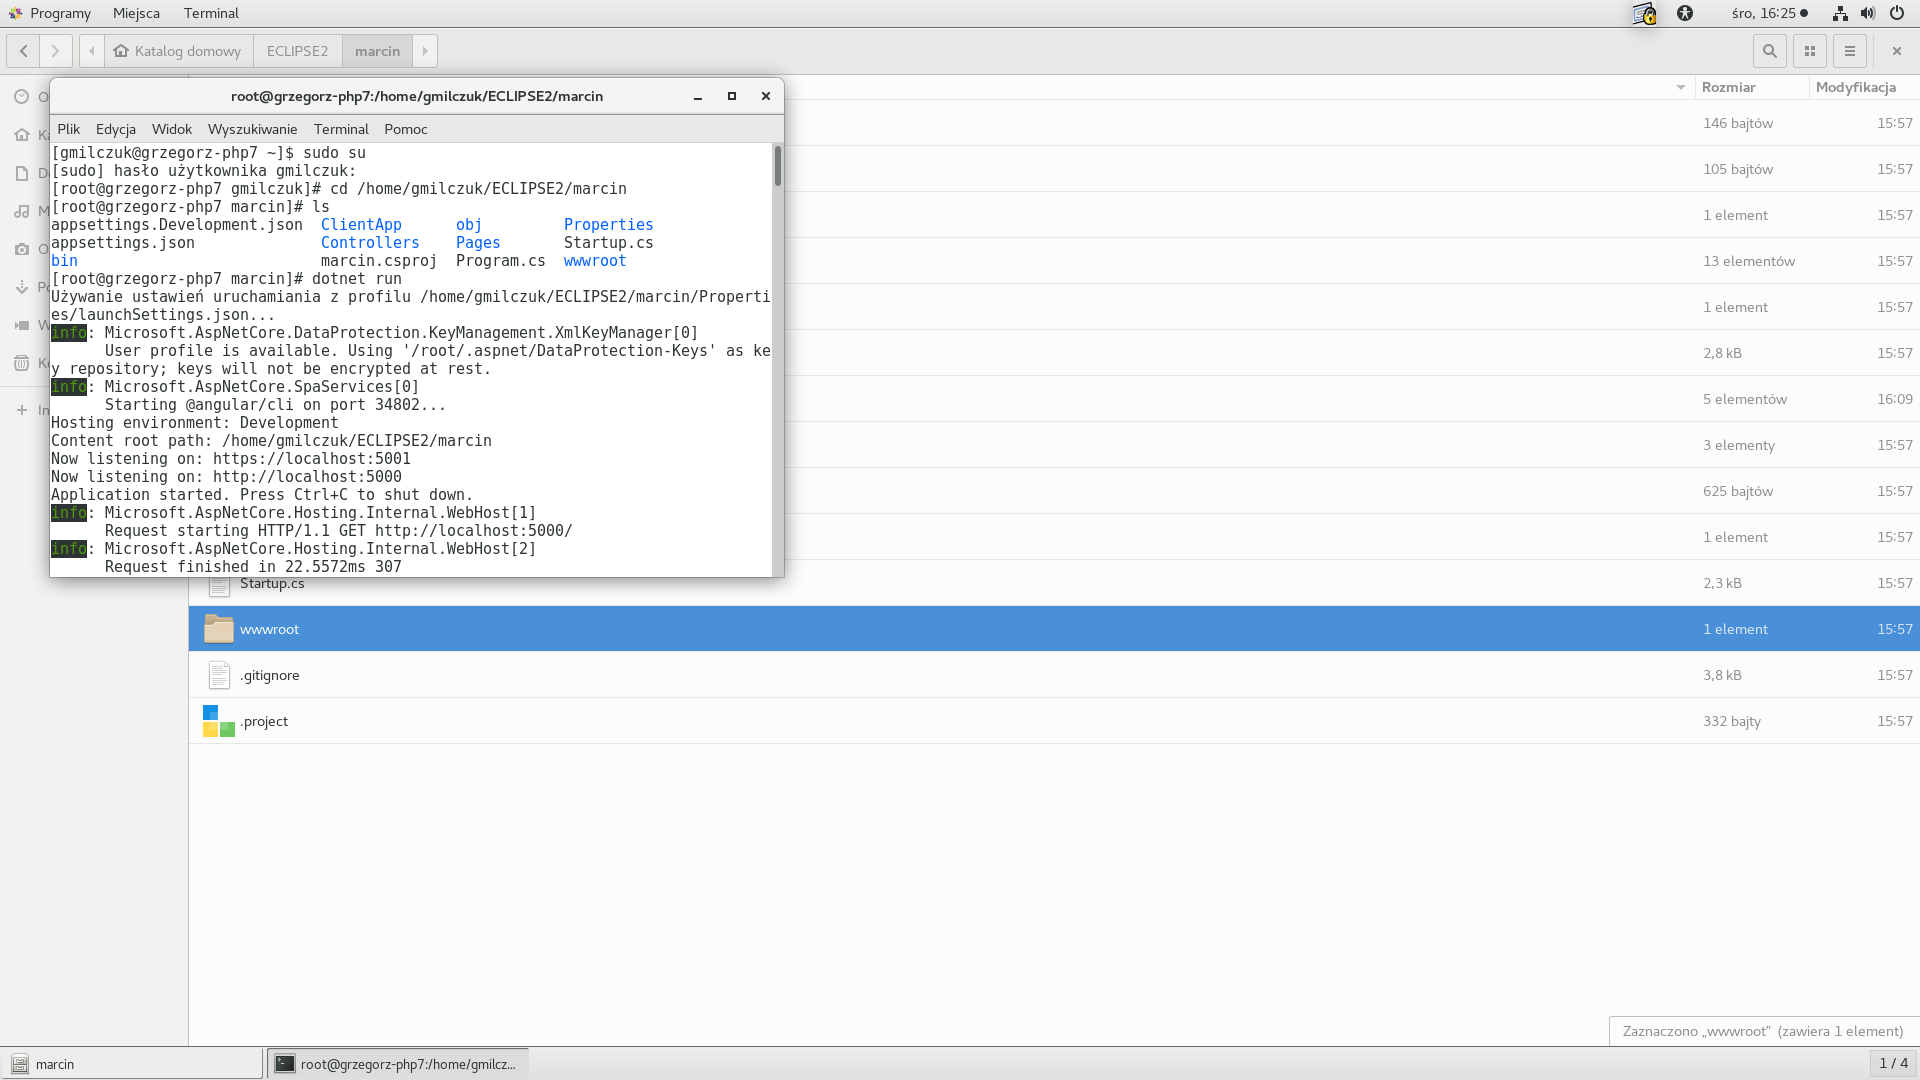 Programy Miejsca Terminal śro, 16:25
Katalog domowy ECLIPSE2 marcin
root@grzegorz-php7:/home/gmilczuk/ECLIPSE2/marcin
Plik Edycja Widok Wyszukiwanie Terminal Pomoc
[gmilczuk@grzegorz-php7 ~]$ sudo su
[sudo] hasło użytkownika gmilczuk:
[root@grzegorz-php7 gmilczuk]# cd /home/gmilczuk/ECLIPSE2/marcin
[root@grzegorz-php7 marcin]# ls
appsettings.Development.json ClientApp obj Properties
appsettings.json Controllers Pages Startup.cs
bin marcin.csproj Program.cs wwwroot
[root@grzegorz-php7 marcin]# dotnet run
Używanie ustawień uruchamiania z profilu /home/gmilczuk/ECLIPSE2/marcin/Properti
es/launchSettings.json...
info: Microsoft.AspNetCore.DataProtection.KeyManagement.XmlKeyManager[0]
User profile is available. Using '/root/.aspnet/DataProtection-Keys' as ke
y repository; keys will not be encrypted at rest.
info: Microsoft.AspNetCore.SpaServices[0]
Starting @angular/cli on port 34802...
Hosting environment: Development
Content root path: /home/gmilczuk/ECLIPSE2/marcin
Now listening on: https://localhost:5001
Now listening on: http://localhost:5000
Application started. Press Ctrl+C to shut down.
info: Microsoft.AspNetCore.Hosting.Internal.WebHost[1]
Request starting HTTP/1.1 GET http://localhost:5000/
info: Microsoft.AspNetCore.Hosting.Internal.WebHost[2]
Request finished in 22.5572ms 307
Rozmiar Modyfikacja
146 bajtów 15:57
105 bajtów 15:57
1 element 15:57
13 elementów 15:57
1 element 15:57
2,8 kB 15:57
5 elementów 16:09
3 elementy 15:57
625 bajtów 15:57
1 element 15:57
Startup.cs 2,3 kB 15:57
wwwroot 1 element 15:57
.gitignore 3,8 kB 15:57
.project 332 bajty 15:57
Zaznaczono „wwwroot” (zawiera 1 element)
marcin root@grzegorz-php7:/home/gmilcz... 1 / 4